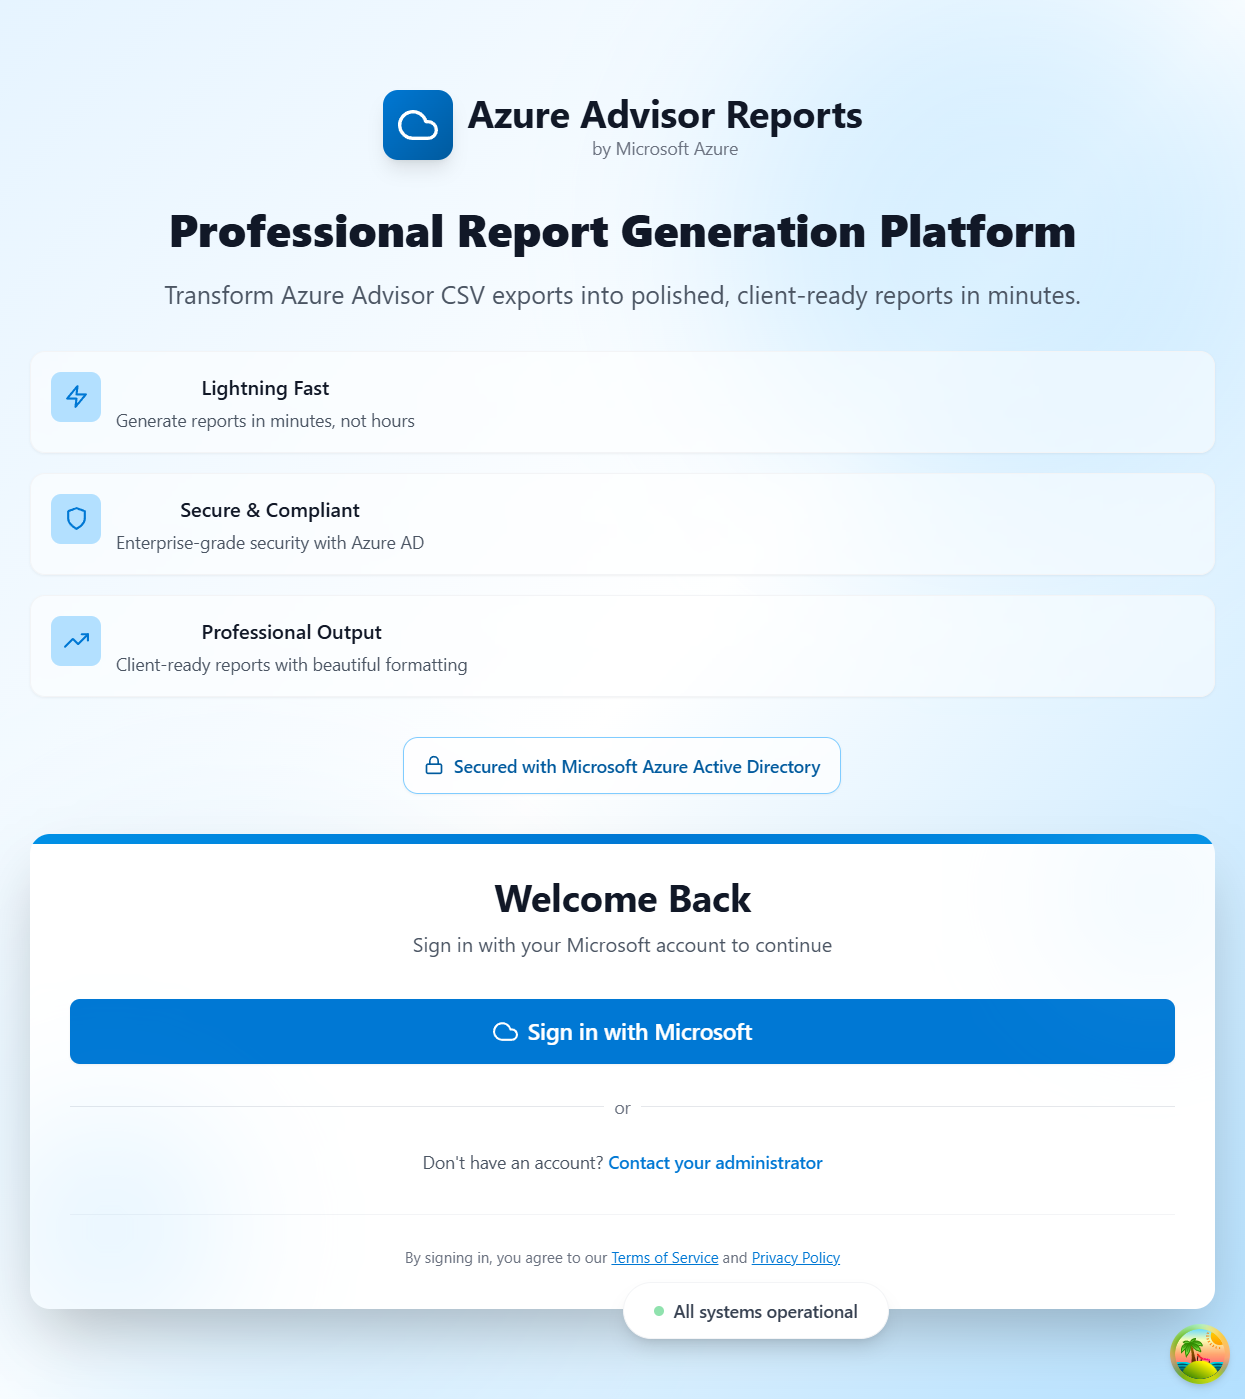 Azure Advisor Reports
by Microsoft Azure
Professional Report Generation Platform
Transform Azure Advisor CSV exports into polished, client-ready reports in minutes.
Lightning Fast
Generate reports in minutes, not hours
Secure & Compliant
Enterprise-grade security with Azure AD
Professional Output
Client-ready reports with beautiful formatting
Secured with Microsoft Azure Active Directory
Welcome Back
Sign in with your Microsoft account to continue
Sign in with Microsoft
or
Don't have an account? Contact your administrator
By signing in, you agree to our Terms of Service and Privacy Policy
All systems operational